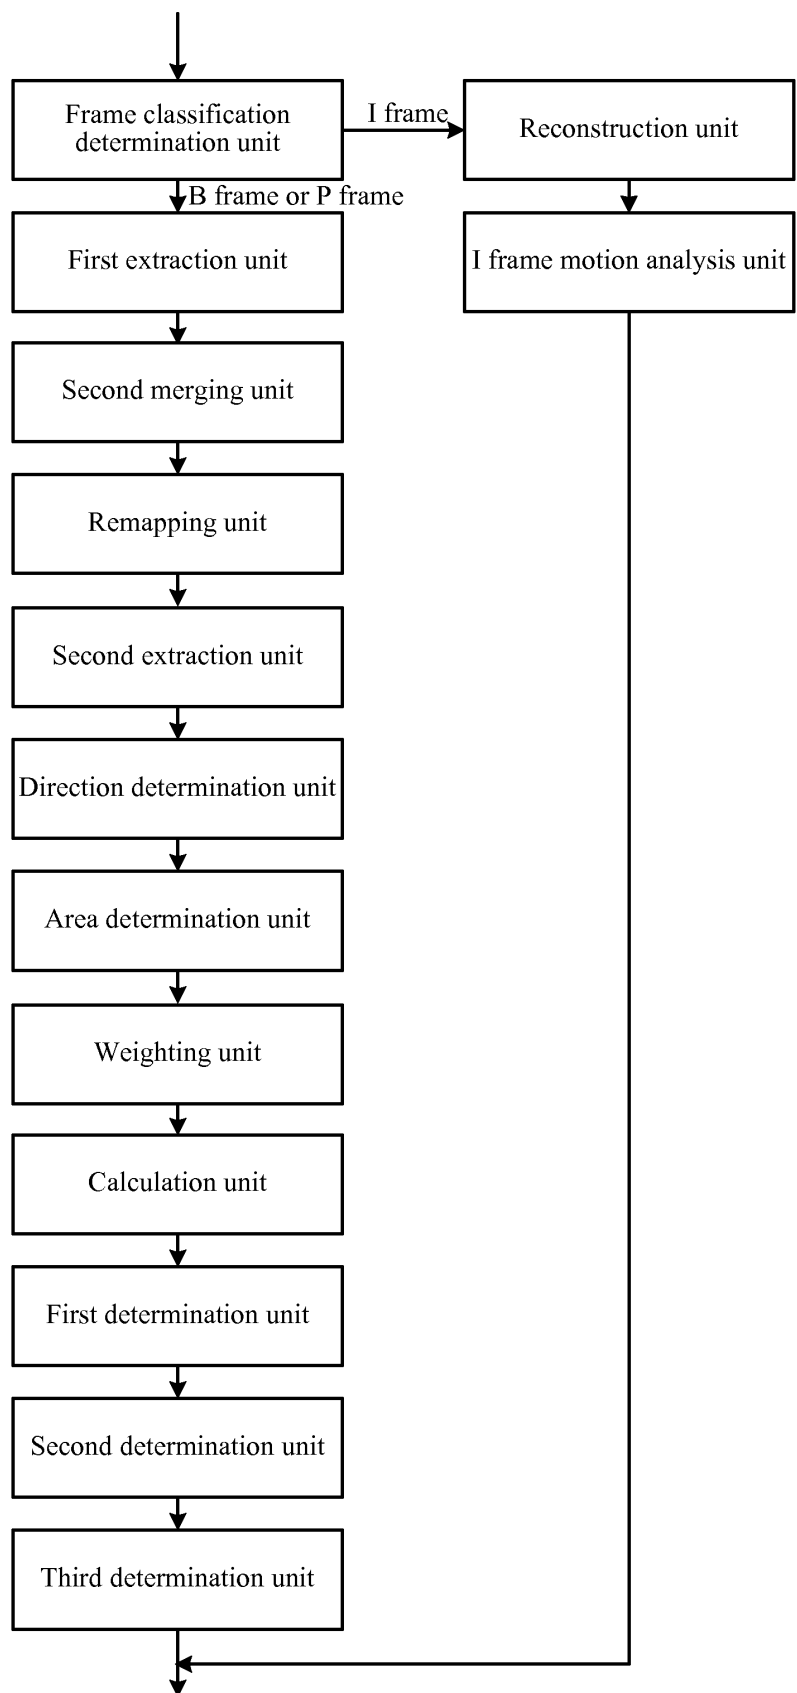 Frame classification
determination unit
I frame
Reconstruction unit
B frame or P frame
First extraction unit
I frame motion analysis unit
Second merging unit
Remapping unit
Second extraction unit
Direction determination unit
Area determination unit
Weighting unit
Calculation unit
First determination unit
Second determination unit
Third determination unit